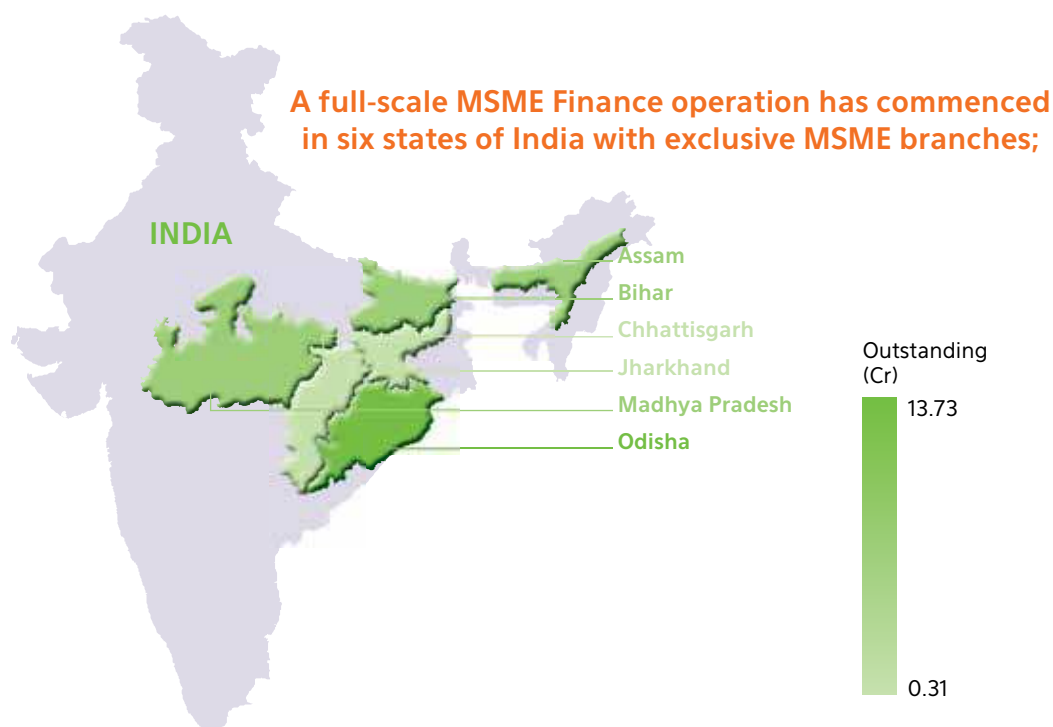 A full-scale MSME Finance operation has commenced
in six states of India with exclusive MSME branches;
INDIA
Assam
Bihar
Chhattisgarh
Jharkhand
Madhya Pradesh
Odisha
Outstanding
(Cr)
13.73
0.31